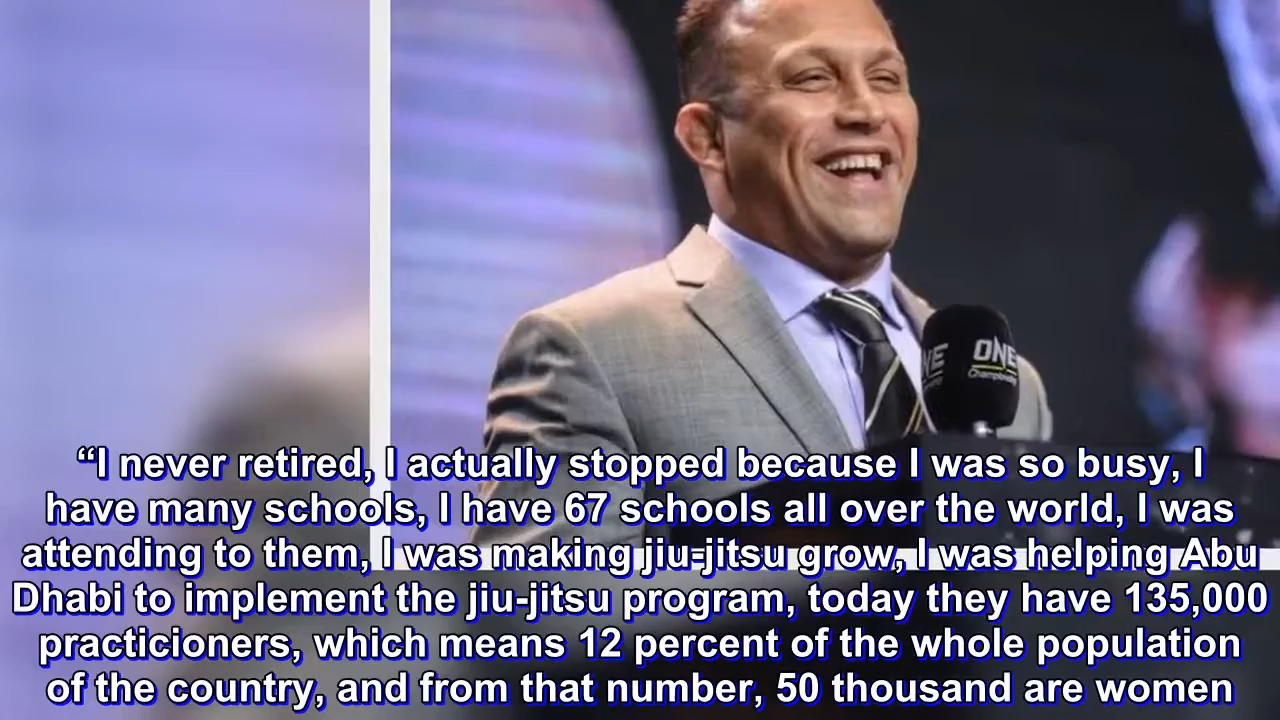 NE
ONE
Championship
“I never retired, I actually stopped because I was so busy, I
have many schools, I have 67 schools all over the world, I was
attending to them, I was making jiu-jitsu grow, I was helping Abu
Dhabi to implement the jiu-jitsu program, today they have 135,000
practicioners, which means 12 percent of the whole population
of the country, and from that number, 50 thousand are women